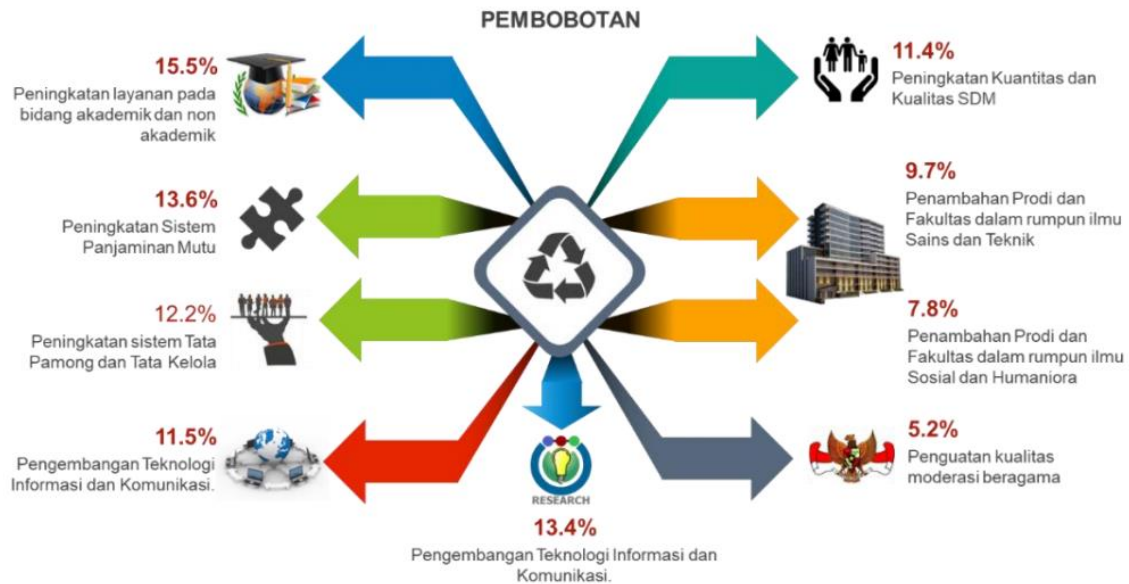 PEMBOBOTAN
15.5%
Peningkatan layanan pada
bidang akademik dan non
akademik
13.6%
Peningkatan Sistem
Panjaminan Mutu
12.2%
Peningkatan sistem Tata
Pamong dan Tata Kelola
11.5%
Pengembangan Teknologi
Informasi dan Komunikasi.
RESEARCH
13.4%
Pengembangan Teknologi Informasi dan
Komunikasi.
11.4%
Peningkatan Kuantitas dan
Kualitas SDM
9.7%
Penambahan Prodi dan
Fakultas dalam rumpun ilmu
Sains dan Teknik
7.8%
Penambahan Prodi dan
Fakultas dalam rumpun ilmu
Sosial dan Humaniora
5.2%
Penguatan kualitas
moderasi beragama